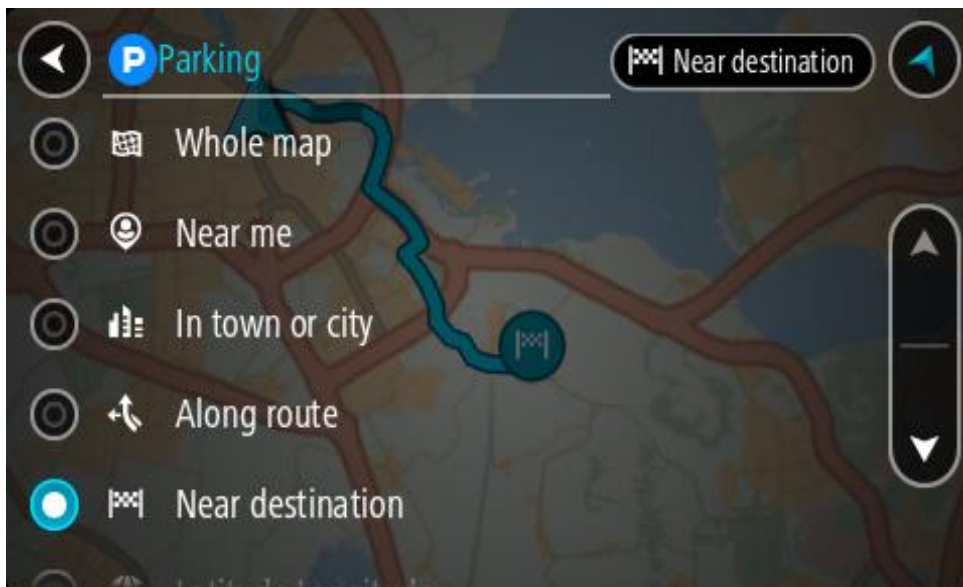 P Parking
Near destination
Whole map
Near me
In town or city
Along route
Near destination